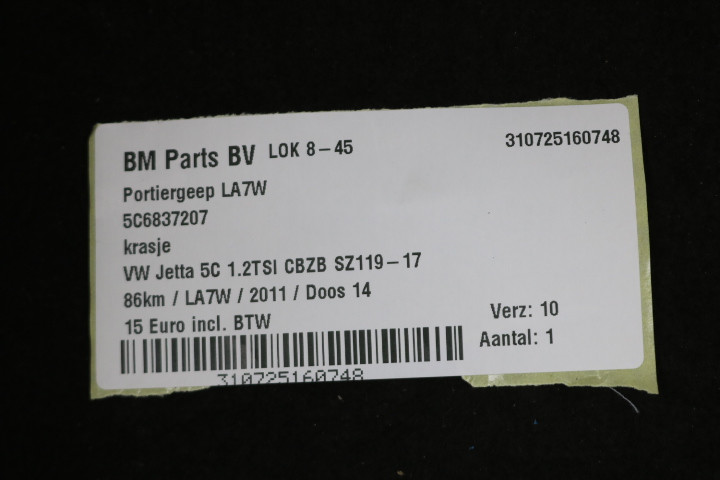 BM Parts BV LOK 8-45 310725160748
Portiergeep LA7W
5C6837207
krasje
VW Jetta 5C 1.2TSI CBZB SZ119-17
86km / LA7W / 2011 / Doos 14
15 Euro incl. BTW Verz: 10
Aantal: 1
310725160748